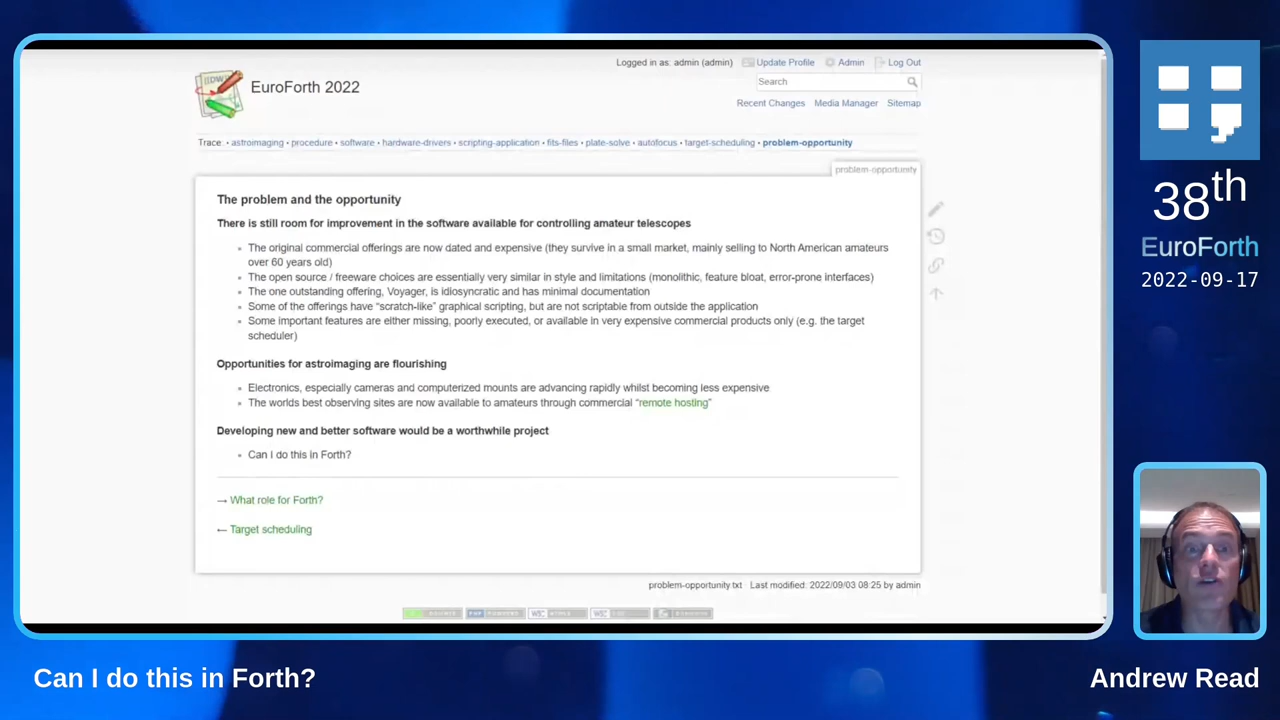 Logged in as: admin (admin) Update Profile Admin Log Out
EuroForth 2022
Search
Recent Changes Media Manager Sitemap
Trace: • astroimaging • procedure • software • hardware-drivers • scripting-application • fits-files • plate-solve • autofocus • target-scheduling • problem-opportunity
problem-opportunity
The problem and the opportunity
There is still room for improvement in the software available for controlling amateur telescopes
The original commercial offerings are now dated and expensive (they survive in a small market, mainly selling to North American amateurs
over 60 years old)
The open source / freeware choices are essentially very similar in style and limitations (monolithic, feature bloat, error-prone interfaces)
The one outstanding offering, Voyager, is idiosyncratic and has minimal documentation
Some of the offerings have “scratch-like” graphical scripting, but are not scriptable from outside the application
Some important features are either missing, poorly executed, or available in very expensive commercial products only (e.g. the target
scheduler)
Opportunities for astroimaging are flourishing
Electronics, especially cameras and computerized mounts are advancing rapidly whilst becoming less expensive
The worlds best observing sites are now available to amateurs through commercial “remote hosting”
Developing new and better software would be a worthwhile project
Can I do this in Forth?
→ What role for Forth?
← Target scheduling
problem-opportunity.txt · Last modified: 2022/09/03 08:25 by admin
38th
EuroForth
2022-09-17
Can I do this in Forth?
Andrew Read